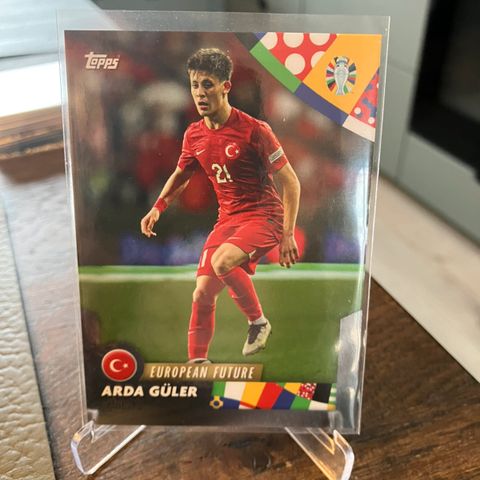 Topps
21
EUROPEAN FUTURE
ARDA GÜLER